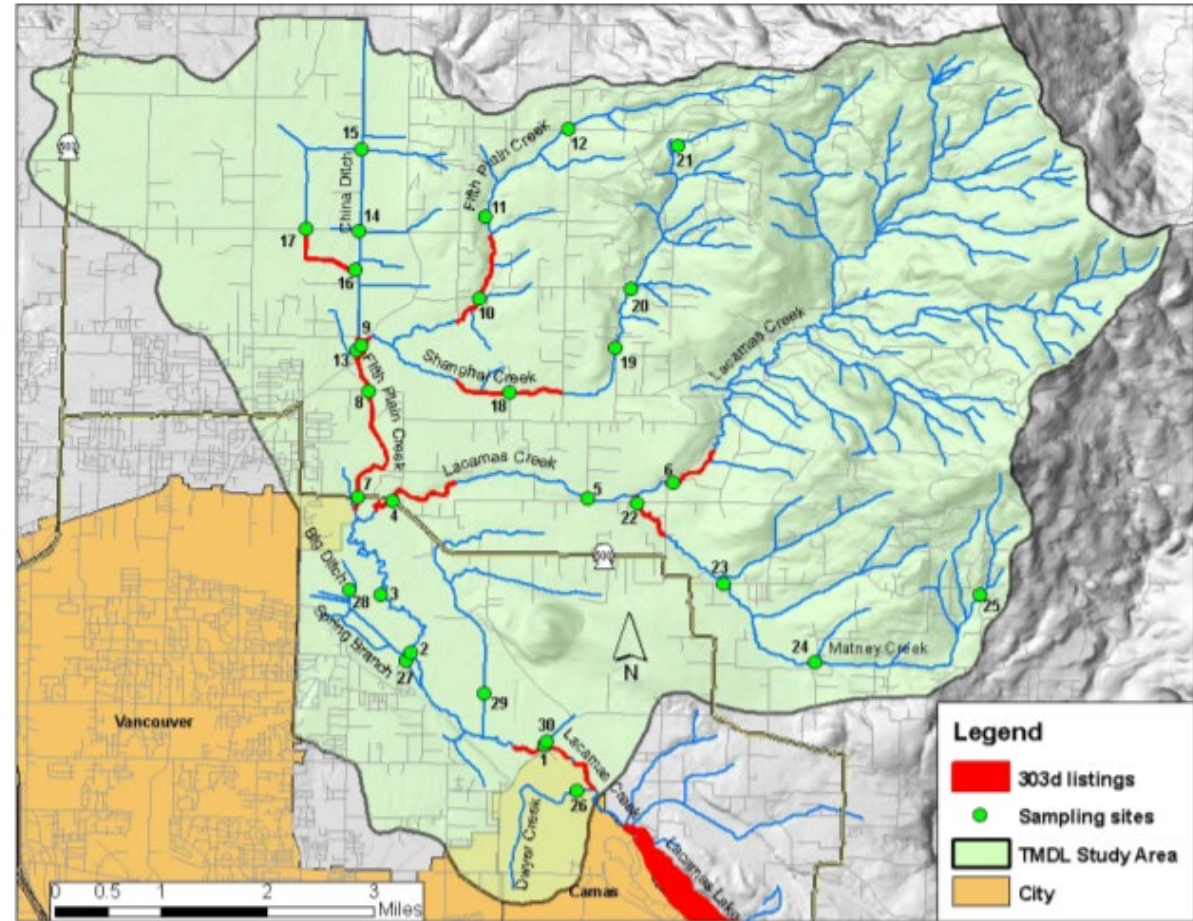 15
12
21
Fifth Plain Creek
China Ditch
11
14
17
16
10
20
9
13
19
Lacamas Creek
Shanghai Creek
Fifth Plain Creek
8
18
Lacamas Creek
6
7
4
5
22
Big Ditch
500
3
28
23
25
Spring Branch
2
27
24
Matney Creek
N
29
Vancouver
30
1
Lacamas Creek
26
Dwyer Creek
Camas
Lacamas Lake
Legend
303d listings
Sampling sites
TMDL Study Area
City
0 0.5 1 2 3
Miles